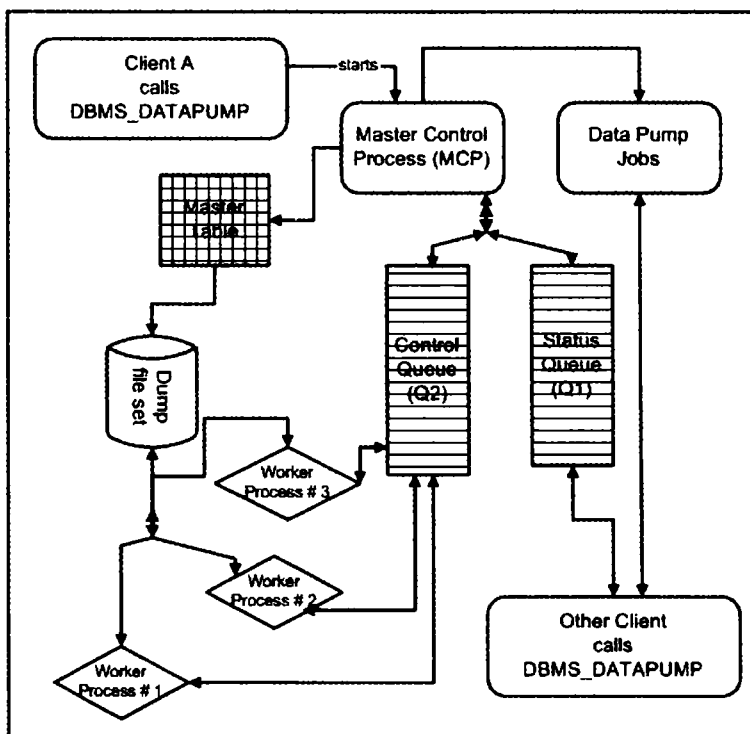 Client A
calls
DBMS_DATAPUMP
starts
Master Control
Process (MCP)
Data Pump
Jobs
Master
Table
Control
Queue
(Q2)
Status
Queue
(Q1)
Dump
file set
Worker
Process # 3
Worker
Process # 2
Worker
Process # 1
Other Client
calls
DBMS_DATAPUMP